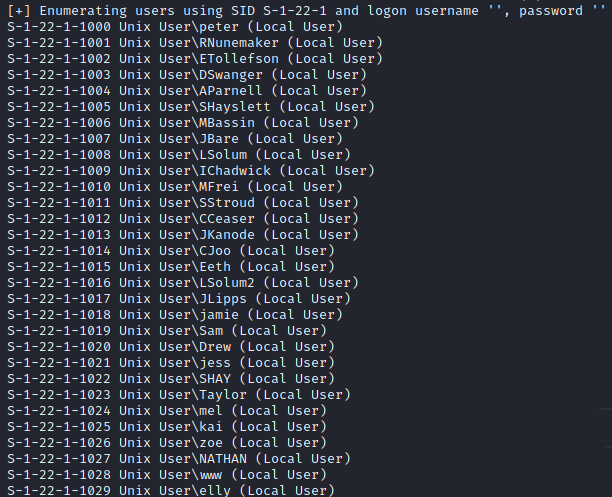 [+] Enumerating users using SID S-1-22-1 and logon username '', password ''
S-1-22-1-1000 Unix User\peter (Local User)
S-1-22-1-1001 Unix User\RNunemaker (Local User)
S-1-22-1-1002 Unix User\ETollefson (Local User)
S-1-22-1-1003 Unix User\DSwanger (Local User)
S-1-22-1-1004 Unix User\AParnell (Local User)
S-1-22-1-1005 Unix User\SHayslett (Local User)
S-1-22-1-1006 Unix User\MBassin (Local User)
S-1-22-1-1007 Unix User\JBare (Local User)
S-1-22-1-1008 Unix User\LSolum (Local User)
S-1-22-1-1009 Unix User\IChadwick (Local User)
S-1-22-1-1010 Unix User\MFrei (Local User)
S-1-22-1-1011 Unix User\SStroud (Local User)
S-1-22-1-1012 Unix User\CCeaser (Local User)
S-1-22-1-1013 Unix User\JKanode (Local User)
S-1-22-1-1014 Unix User\CJoo (Local User)
S-1-22-1-1015 Unix User\Eeth (Local User)
S-1-22-1-1016 Unix User\LSolum2 (Local User)
S-1-22-1-1017 Unix User\JLipps (Local User)
S-1-22-1-1018 Unix User\jamie (Local User)
S-1-22-1-1019 Unix User\Sam (Local User)
S-1-22-1-1020 Unix User\Drew (Local User)
S-1-22-1-1021 Unix User\jess (Local User)
S-1-22-1-1022 Unix User\SHAY (Local User)
S-1-22-1-1023 Unix User\Taylor (Local User)
S-1-22-1-1024 Unix User\mel (Local User)
S-1-22-1-1025 Unix User\kai (Local User)
S-1-22-1-1026 Unix User\zoe (Local User)
S-1-22-1-1027 Unix User\NATHAN (Local User)
S-1-22-1-1028 Unix User\www (Local User)
S-1-22-1-1029 Unix User\elly (Local User)